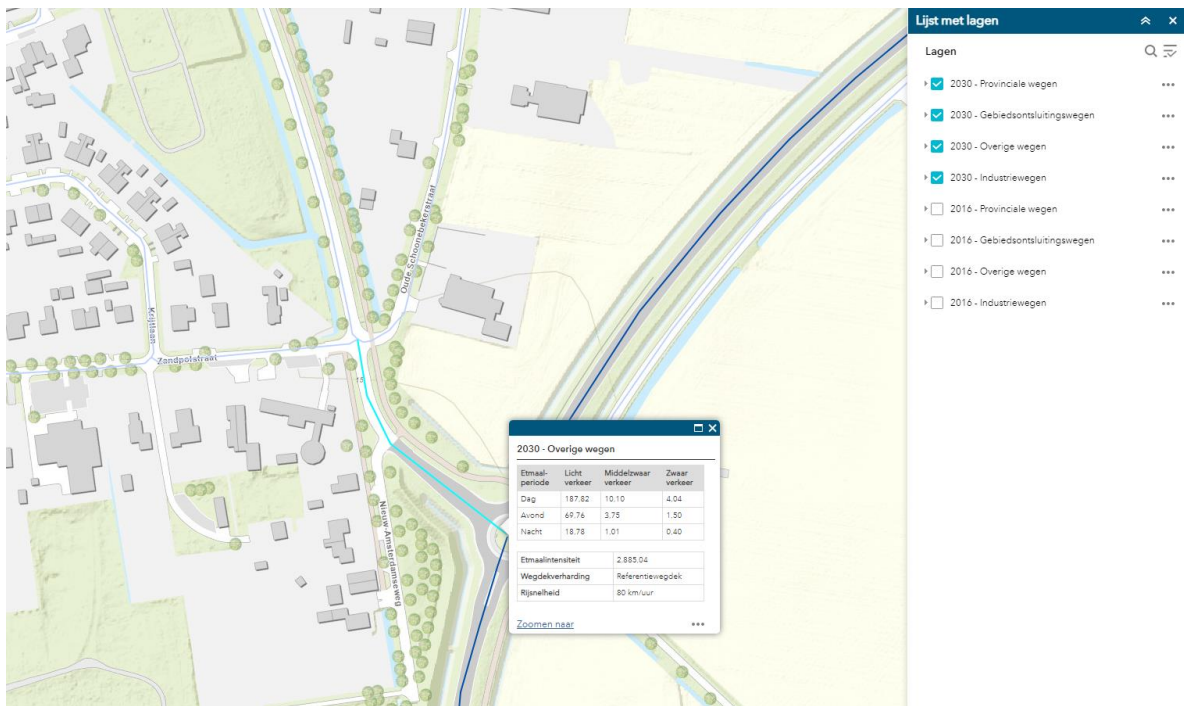 Lijst met lagen
Lagen
2030 - Provinciale wegen
2030 - Gebiedsontsluitingswegen
2030 - Overige wegen
2030 - Industriewegen
2016 - Provinciale wegen
2016 - Gebiedsontsluitingswegen
2016 - Overige wegen
2016 - Industriewegen
Oude Schoonebekerstraat
Krijtlaan
Zondpolstraat
Nieuw-Amsterdamseweg
2030 - Overige wegen
Etmaal-periode Licht verkeer Middelzwaar verkeer Zwaar verkeer
Dag 187.82 10.10 4.04
Avond 69.76 3.75 1.50
Nacht 18.78 1.01 0.40
Etmaalintensiteit 2.885.04
Wegdekverharding Referentiewegdek
Rijsnelheid 80 km/uur
Zoomen naar